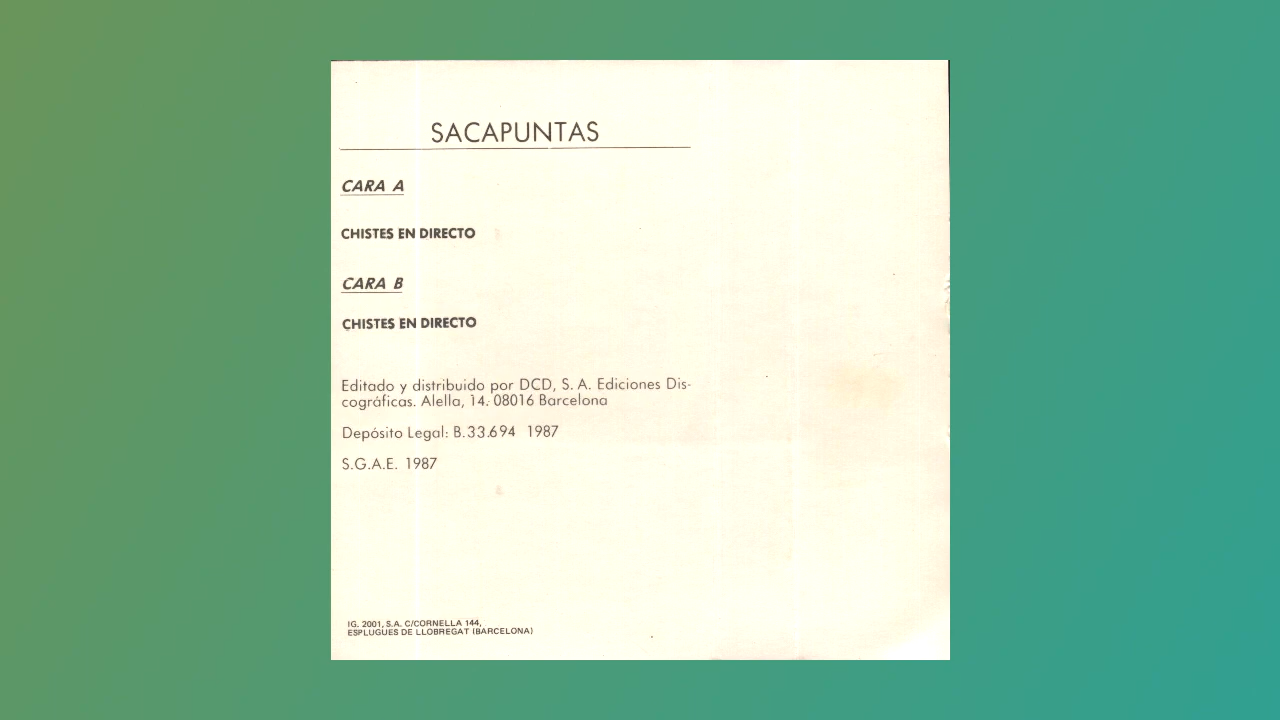 SACAPUNTAS
CARA A
CHISTES EN DIRECTO
CARA B
CHISTES EN DIRECTO
Editado y distribuido por DCD, S. A. Ediciones Dis-
cográficas. Alella, 14. 08016 Barcelona
Depósito Legal: B.33.694 1987
S.G.A.E. 1987
IG. 2001, S.A. C/CORNELLA 144,
ESPLUGUES DE LLOBREGAT (BARCELONA)